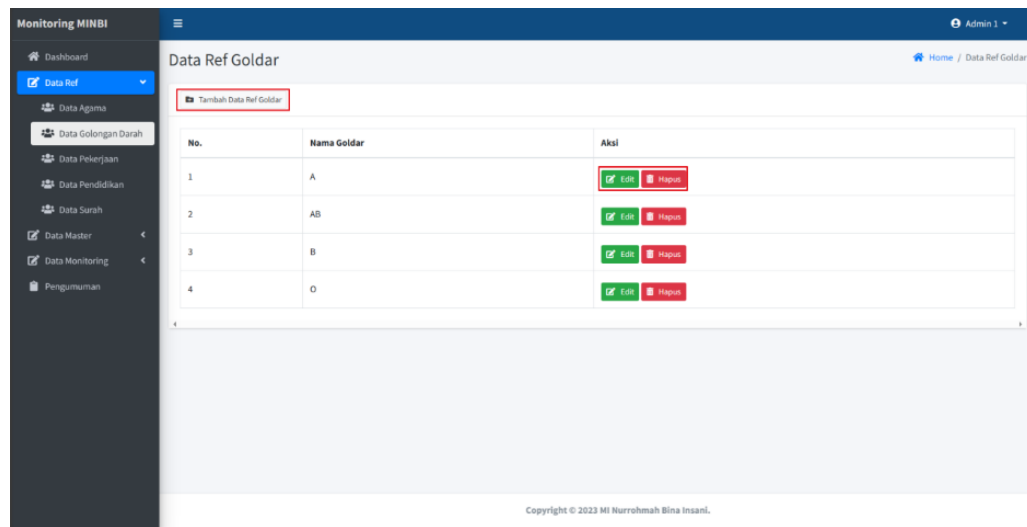 Monitoring MINBI
Admin 1
Dashboard
Data Ref
Data Agama
Data Golongan Darah
Data Pekerjaan
Data Pendidikan
Data Surah
Data Master
Data Monitoring
Pengumuman
Data Ref Goldar
Home / Data Ref Goldar
Tambah Data Ref Goldar
No. Nama Goldar Aksi
1 A Edit Hapus
2 AB Edit Hapus
3 B Edit Hapus
4 O Edit Hapus
Copyright © 2023 MI Nurrohmah Bina Insani.